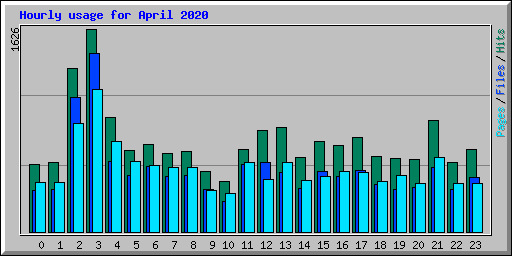 Hourly usage for April 2020
1626
Pages / Files / Hits
0 1 2 3 4 5 6 7 8 9 10 11 12 13 14 15 16 17 18 19 20 21 22 23